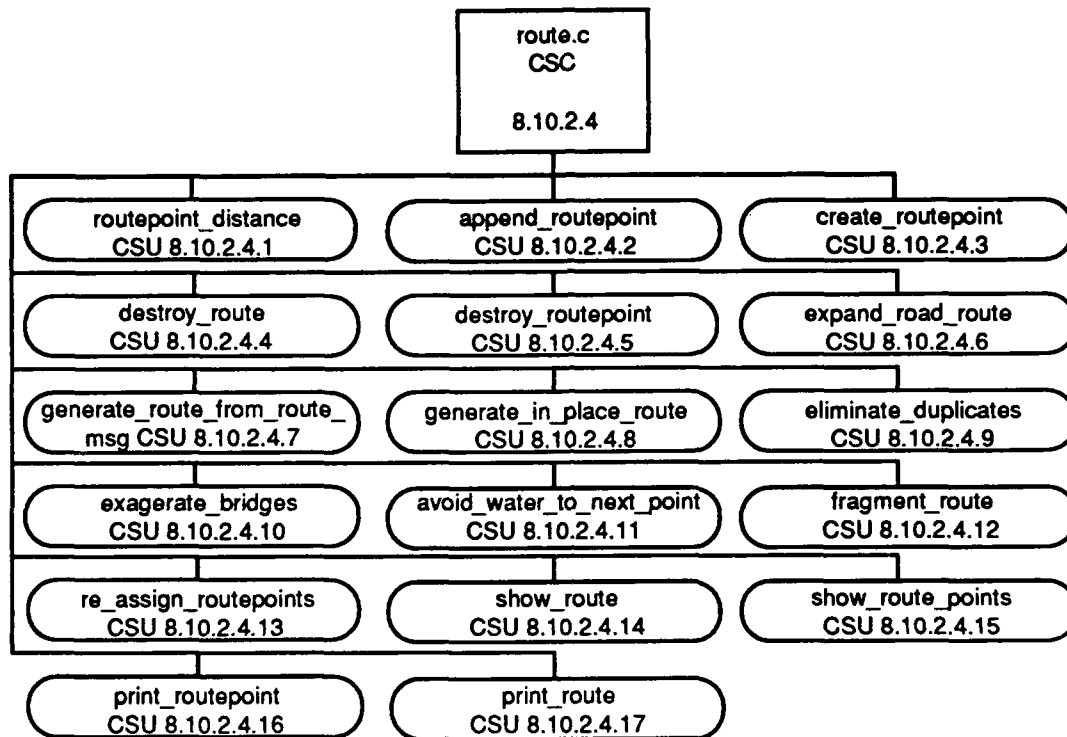 route.c
CSC
8.10.2.4
routepoint_distance
CSU 8.10.2.4.1
append_routepoint
CSU 8.10.2.4.2
create_routepoint
CSU 8.10.2.4.3
destroy_route
CSU 8.10.2.4.4
destroy_routepoint
CSU 8.10.2.4.5
expand_road_route
CSU 8.10.2.4.6
generate_route_from_route_
msg CSU 8.10.2.4.7
generate_in_place_route
CSU 8.10.2.4.8
eliminate_duplicates
CSU 8.10.2.4.9
exagerate_bridges
CSU 8.10.2.4.10
avoid_water_to_next_point
CSU 8.10.2.4.11
fragment_route
CSU 8.10.2.4.12
re_assign_routepoints
CSU 8.10.2.4.13
show_route
CSU 8.10.2.4.14
show_route_points
CSU 8.10.2.4.15
print_routepoint
CSU 8.10.2.4.16
print_route
CSU 8.10.2.4.17